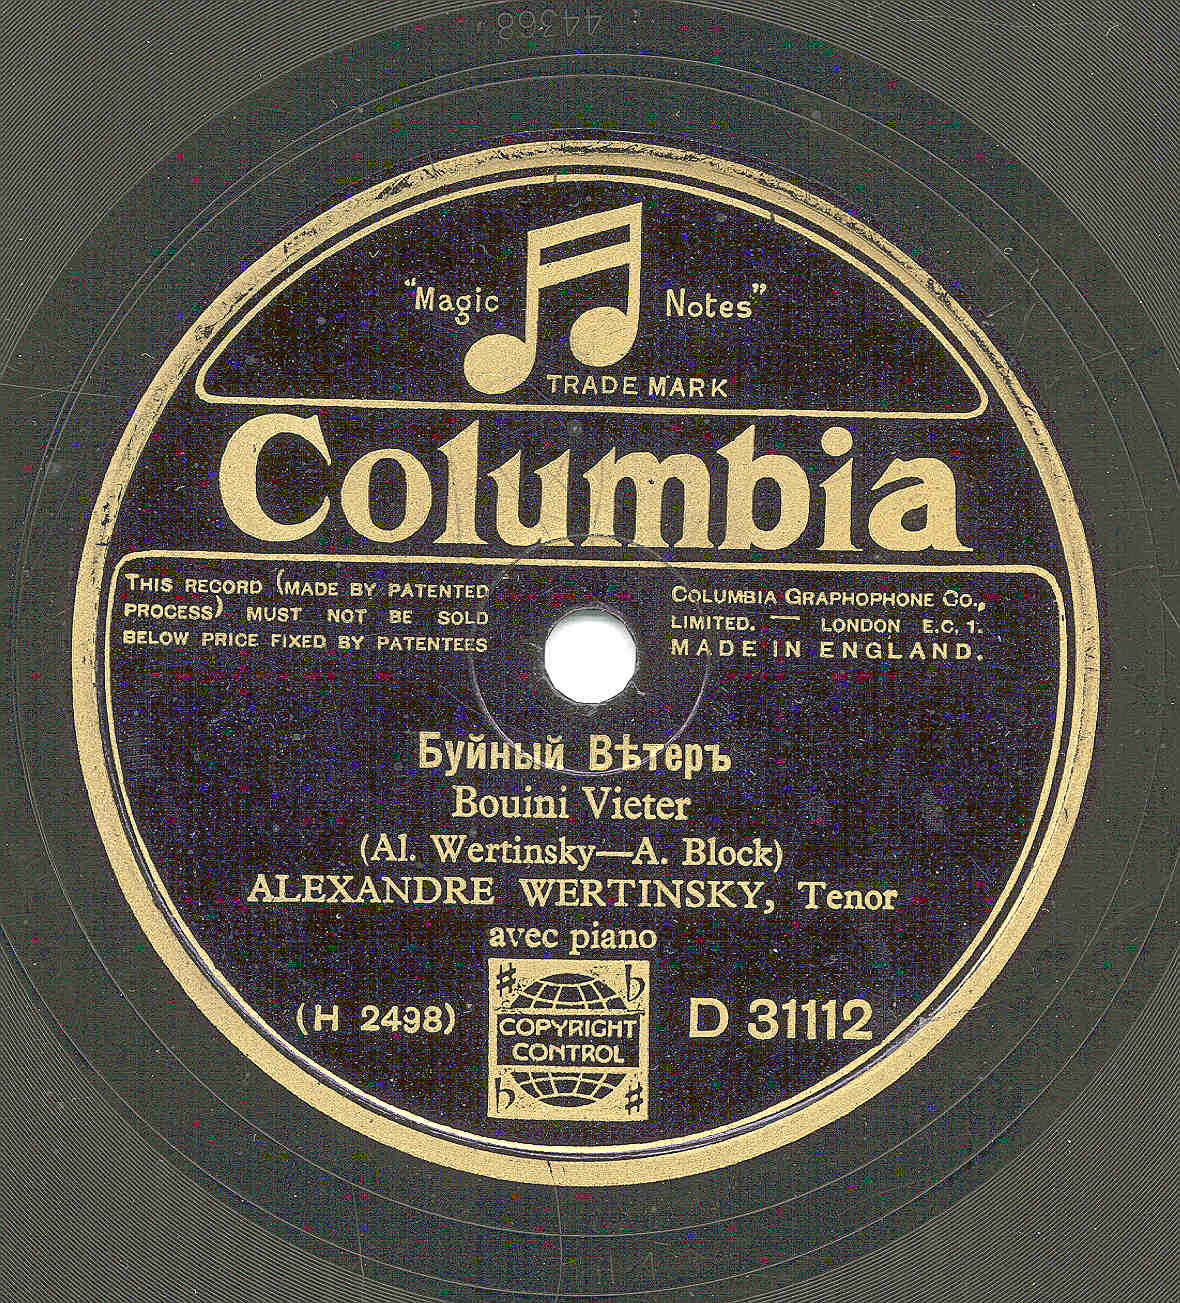 44368
“Magic Notes”
TRADE MARK
Columbia
THIS RECORD (MADE BY PATENTED
PROCESS) MUST NOT BE SOLD
BELOW PRICE FIXED BY PATENTEES
COLUMBIA GRAPHOPHONE CO.,
LIMITED. — LONDON E.C. 1.
MADE IN ENGLAND.
Буйный Вѣтеръ
Bouini Vieter
(Al. Wertinsky—A. Block)
ALEXANDRE WERTINSKY, Tenor
avec piano
(H 2498)
COPYRIGHT
CONTROL
D 31112